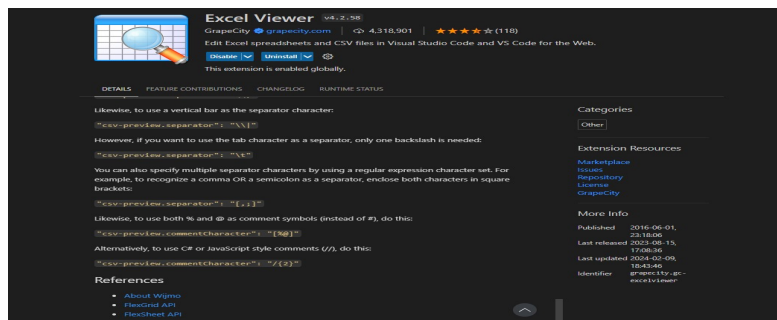 Excel Viewer v4.2.58
GrapeCity grapecity.com 4,318,901 (118)
Edit Excel spreadsheets and CSV files in Visual Studio Code and VS Code for the Web.
Disable Uninstall
This extension is enabled globally.
DETAILS FEATURE CONTRIBUTIONS CHANGELOG RUNTIME STATUS
Likewise, to use a vertical bar as the separator character:
"csv-preview.separator": "\\|"
However, if you want to use the tab character as a separator, only one backslash is needed:
"csv-preview.separator": "\t"
You can also specify multiple separator characters by using a regular expression character set. For
example, to recognize a comma OR a semicolon as a separator, enclose both characters in square
brackets:
"csv-preview.separator": "[,;]"
Likewise, to use both % and @ as comment symbols (instead of #), do this:
"csv-preview.commentCharacter": "[%@]"
Alternatively, to use C# or JavaScript style comments (//), do this:
"csv-preview.commentCharacter": "/{2}"
References
About Wijmo
FlexGrid API
FlexSheet API
Categories
Other
Extension Resources
Marketplace
Issues
Repository
License
GrapeCity
More Info
Published 2016-06-01,
23:18:06
Last released 2023-08-15,
17:08:36
Last updated 2024-02-09,
18:43:46
Identifier grapecity.gc-
excelviewer